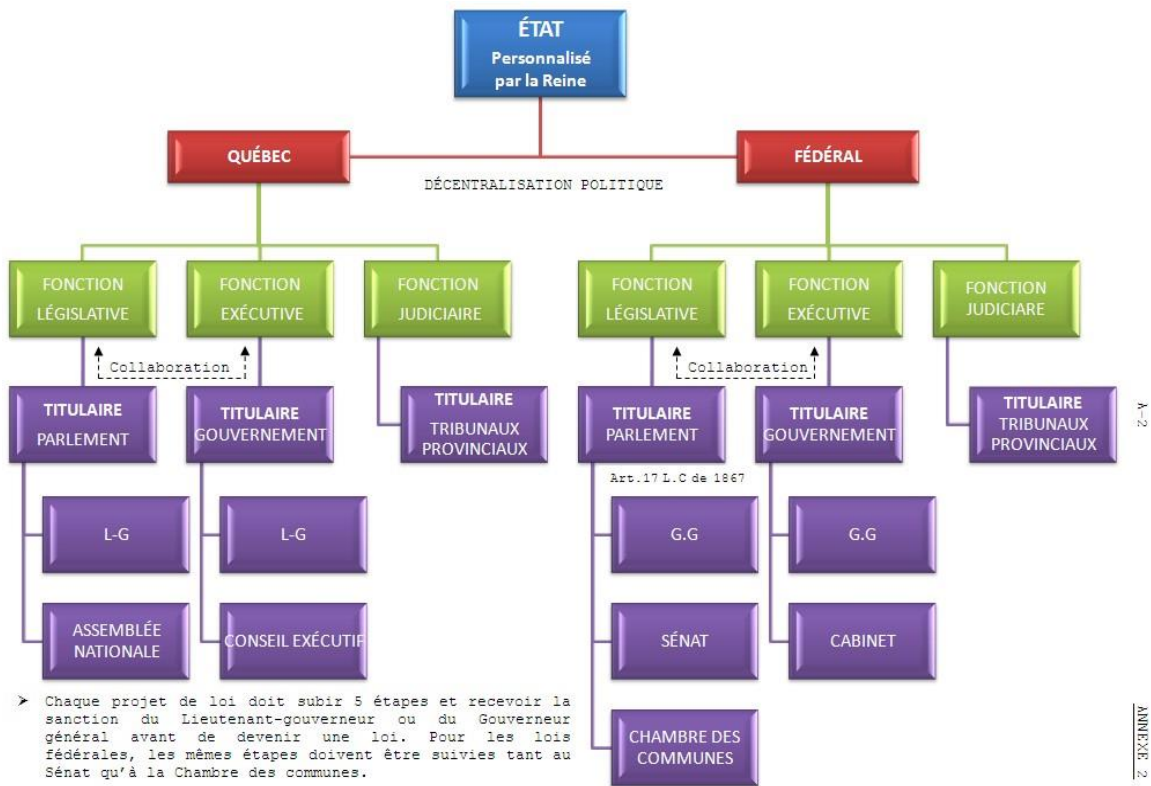 ÉTAT
Personnalisé
par la Reine
QUÉBEC
FÉDÉRAL
DÉCENTRALISATION POLITIQUE
FONCTION
LÉGISLATIVE
FONCTION
EXÉCUTIVE
FONCTION
JUDICIAIRE
FONCTION
LÉGISLATIVE
FONCTION
EXÉCUTIVE
FONCTION
JUDICIARE
Collaboration
Collaboration
TITULAIRE
PARLEMENT
TITULAIRE
GOUVERNEMENT
TITULAIRE
TRIBUNAUX
PROVINCIAUX
TITULAIRE
PARLEMENT
TITULAIRE
GOUVERNEMENT
TITULAIRE
TRIBUNAUX
PROVINCIAUX
A-2
Art.17 L.C de 1867
L-G
L-G
G.G
G.G
ASSEMBLÉE
NATIONALE
CONSEIL EXÉCUTIF
SÉNAT
CABINET
CHAMBRE DES
COMMUNES
➢ Chaque projet de loi doit subir 5 étapes et recevoir la
sanction du Lieutenant-gouverneur ou du Gouverneur
général avant de devenir une loi. Pour les lois
fédérales, les mêmes étapes doivent être suivies tant au
Sénat qu'à la Chambre des communes.
ANNEXE 2